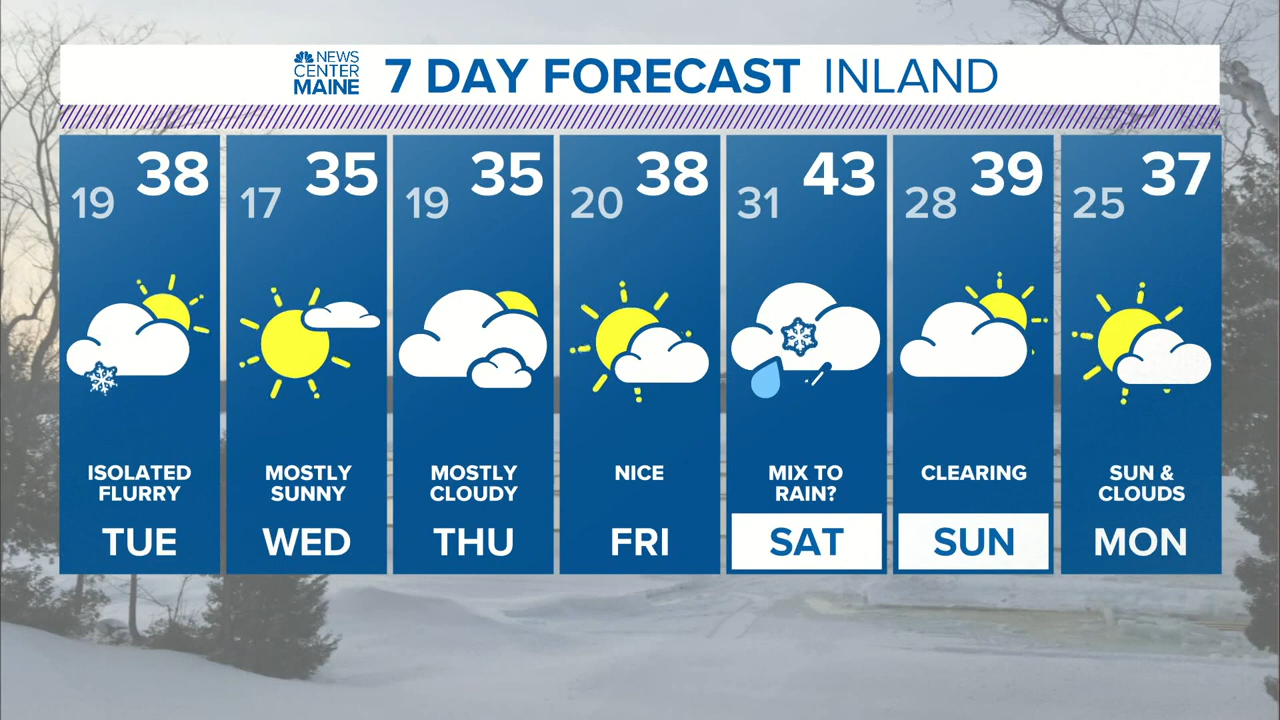 NEWS
CENTER
MAINE
7 DAY FORECAST INLAND
19 38
17 35
19 35
20 38
31 43
28 39
25 37
ISOLATED
FLURRY
TUE
MOSTLY
SUNNY
WED
MOSTLY
CLOUDY
THU
NICE
FRI
MIX TO
RAIN?
SAT
CLEARING
SUN
SUN &
CLOUDS
MON